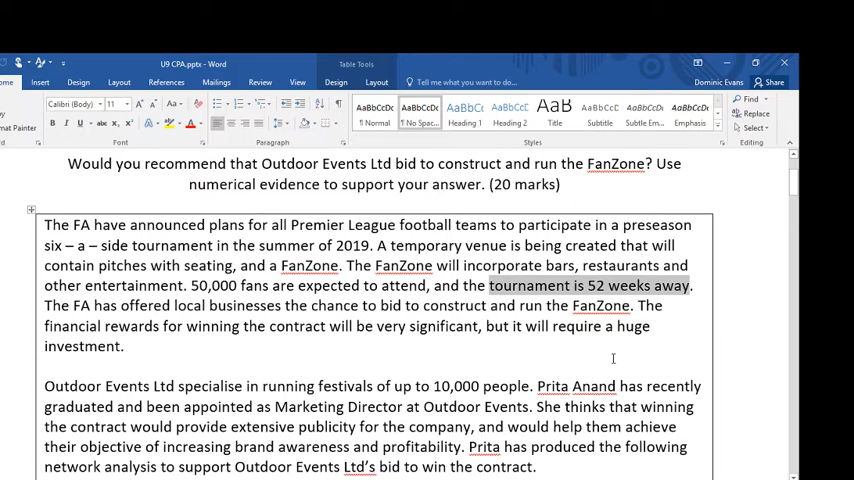 U9 CPA.pptx - Word
Table Tools
Dominic Evans
Share
Insert
Design
Layout
References
Mailings
Review
View
Design
Layout
Tell me what you want to do...
Calibri (Body)
11
Find
Replace
Select
mat Painter
AaBbCcDc
AaBbCcDc
AaBbCc
AaBbCcC
AaB
AaBbCcD
AaBbCcDc
AaBbCcDc
¶ Normal
¶ No Spac...
Heading 1
Heading 2
Title
Subtitle
Subtle Em...
Emphasis
Font
Paragraph
Styles
Editing
Would you recommend that Outdoor Events Ltd bid to construct and run the FanZone? Use
numerical evidence to support your answer. (20 marks)
The FA have announced plans for all Premier League football teams to participate in a preseason
six – a – side tournament in the summer of 2019. A temporary venue is being created that will
contain pitches with seating, and a FanZone. The FanZone will incorporate bars, restaurants and
other entertainment. 50,000 fans are expected to attend, and the tournament is 52 weeks away.
The FA has offered local businesses the chance to bid to construct and run the FanZone. The
financial rewards for winning the contract will be very significant, but it will require a huge
investment.
Outdoor Events Ltd specialise in running festivals of up to 10,000 people. Prita Anand has recently
graduated and been appointed as Marketing Director at Outdoor Events. She thinks that winning
the contract would provide extensive publicity for the company, and would help them achieve
their objective of increasing brand awareness and profitability. Prita has produced the following
network analysis to support Outdoor Events Ltd's bid to win the contract.